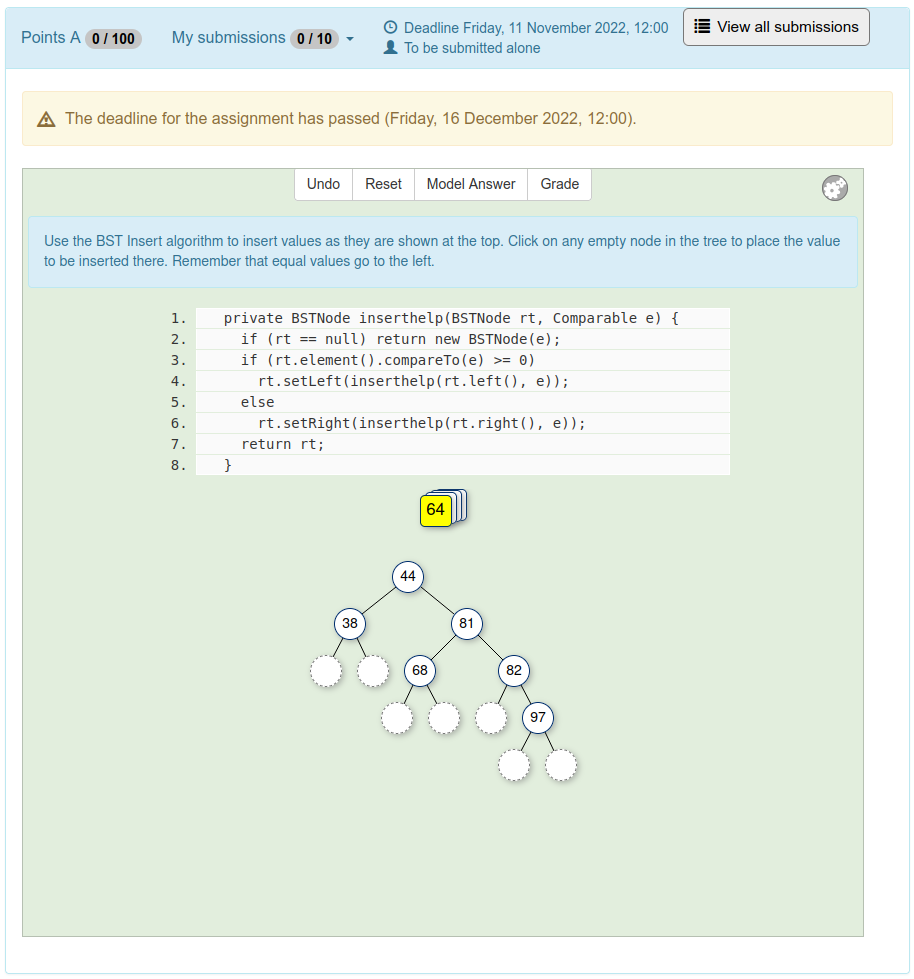 Points A 0 / 100 My submissions 0 / 10 Deadline Friday, 11 November 2022, 12:00 View all submissions
To be submitted alone
The deadline for the assignment has passed (Friday, 16 December 2022, 12:00).
Undo Reset Model Answer Grade
Use the BST Insert algorithm to insert values as they are shown at the top. Click on any empty node in the tree to place the value
to be inserted there. Remember that equal values go to the left.
1. private BSTNode inserthelp(BSTNode rt, Comparable e) {
2. if (rt == null) return new BSTNode(e);
3. if (rt.element().compareTo(e) >= 0)
4. rt.setLeft(inserthelp(rt.left(), e));
5. else
6. rt.setRight(inserthelp(rt.right(), e));
7. return rt;
8. }
64
44
38 81
68 82
97